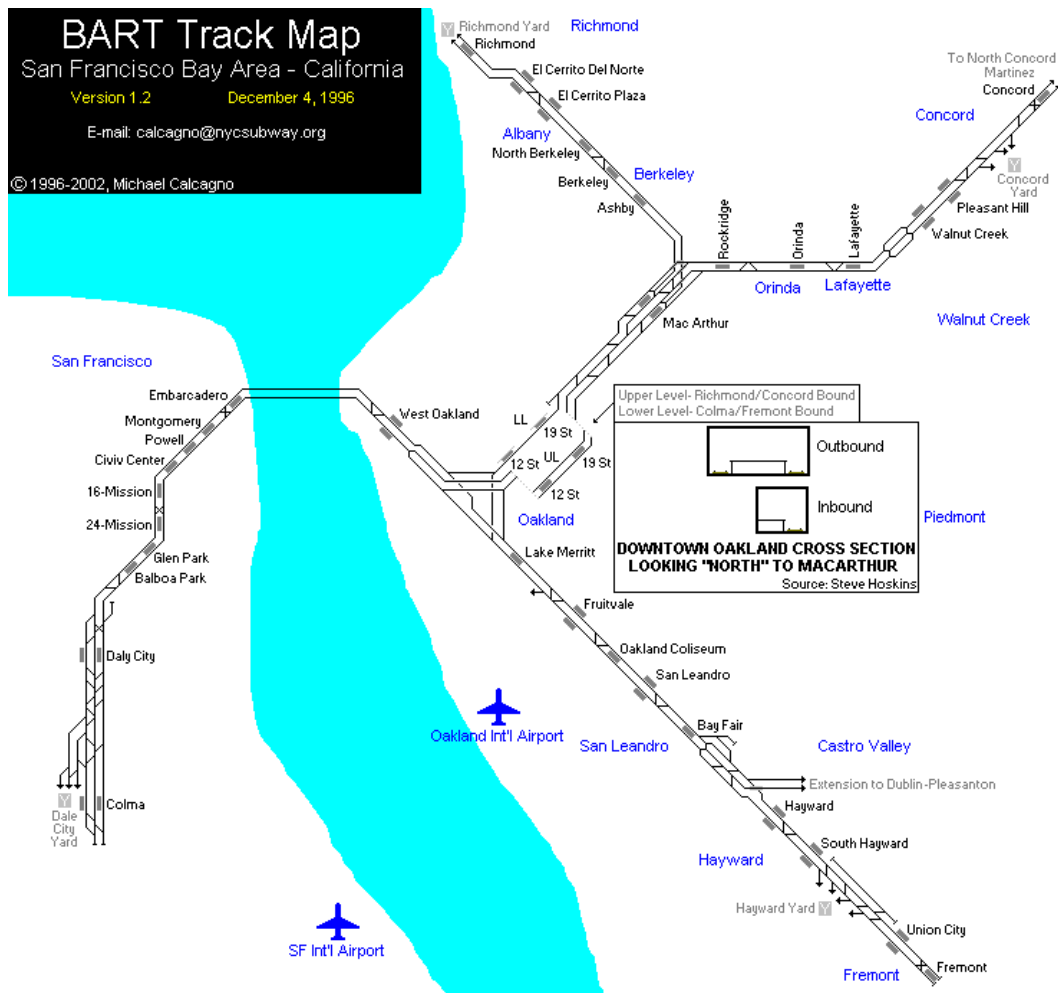 BART Track Map
San Francisco Bay Area - California
Version 1.2 December 4, 1996
E-mail: calcagno@nycsubway.org
© 1996-2002, Michael Calcagno
Y Richmond Yard
Richmond
Richmond
El Cerrito Del Norte
El Cerrito Plaza
Albany
North Berkeley
Berkeley
Berkeley
Ashby
To North Concord
Martinez
Concord
Concord
Y
Concord
Yard
Pleasant Hill
Walnut Creek
Rockridge
Orinda
Lafayette
Orinda
Lafayette
Walnut Creek
Mac Arthur
San Francisco
Embarcadero
Montgomery
Powell
Civiv Center
16-Mission
24-Mission
Glen Park
Balboa Park
Daly City
Colma
Y
Dale
City
Yard
West Oakland
LL
19 St
UL
12 St
19 St
12 St
Oakland
Upper Level- Richmond/Concord Bound
Lower Level- Colma/Fremont Bound
Outbound
Inbound
DOWNTOWN OAKLAND CROSS SECTION
LOOKING "NORTH" TO MACARTHUR
Source: Steve Hoskins
Piedmont
Lake Merritt
Fruitvale
Oakland Coliseum
San Leandro
Oakland Int'l Airport
San Leandro
Bay Fair
Castro Valley
Extension to Dublin-Pleasanton
Hayward
South Hayward
Hayward
Hayward Yard Y
Union City
Fremont
Fremont
SF Int'l Airport